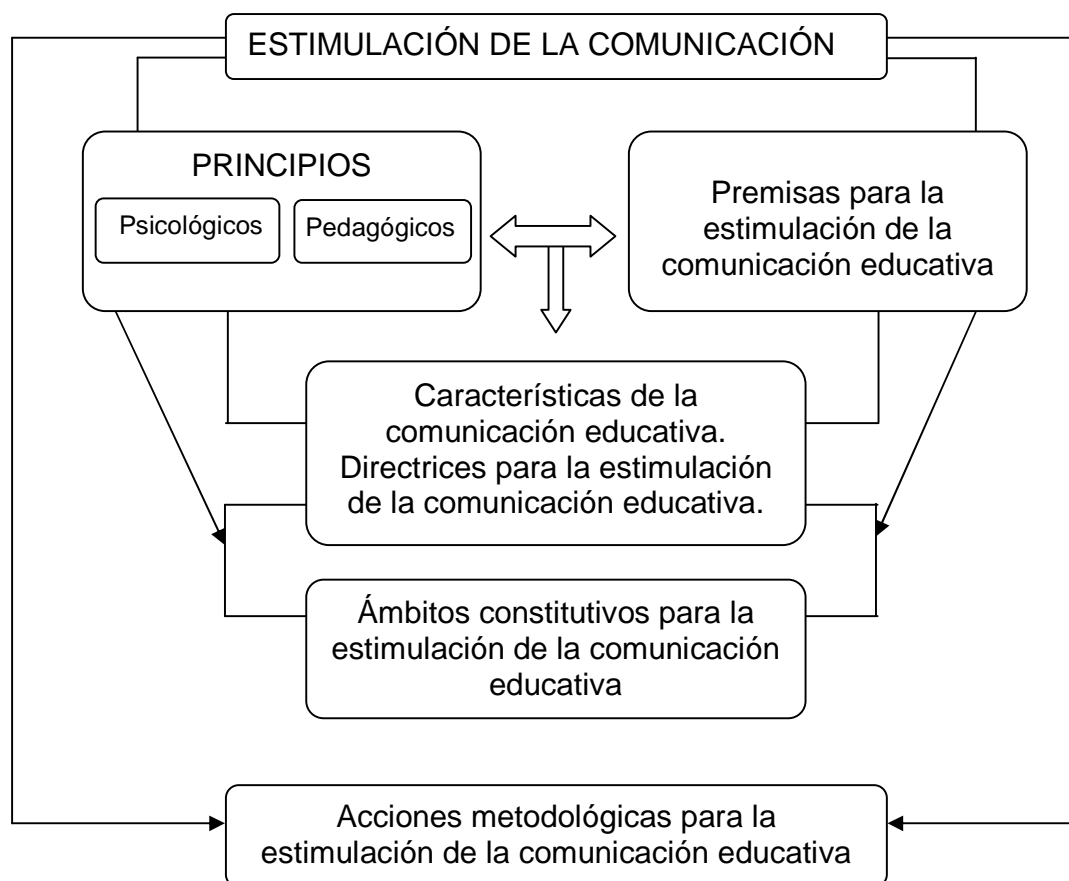 ESTIMULACIÓN DE LA COMUNICACIÓN
PRINCIPIOS
Psicológicos
Pedagógicos
Premisas para la
estimulación de la
comunicación educativa
Características de la
comunicación educativa.
Directrices para la estimulación
de la comunicación educativa.
Ámbitos constitutivos para la
estimulación de la comunicación
educativa
Acciones metodológicas para la
estimulación de la comunicación educativa